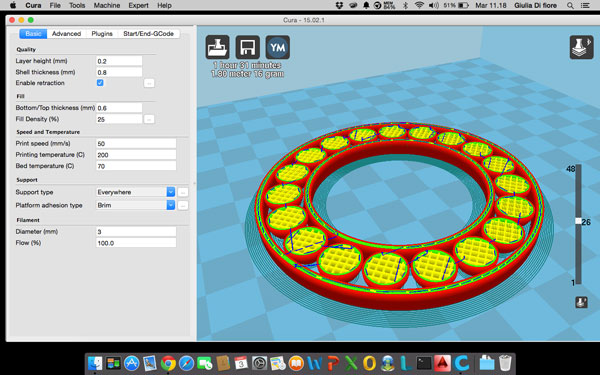 Cura File Tools Machine Expert Help
MEM 84% 51% Mar 11.18 Giulia Di fiore
Cura - 15.02.1
Basic Advanced Plugins Start/End-GCode
Quality
Layer height (mm) 0.2
Shell thickness (mm) 0.8
Enable retraction ...
Fill
Bottom/Top thickness (mm) 0.6
Fill Density (%) 25 ...
Speed and Temperature
Print speed (mm/s) 50
Printing temperature (C) 200
Bed temperature (C) 70
Support
Support type Everywhere ...
Platform adhesion type Brim ...
Filament
Diameter (mm) 3
Flow (%) 100.0
YM
1 hour 31 minutes
1.80 meter 16 gram
48
26
1